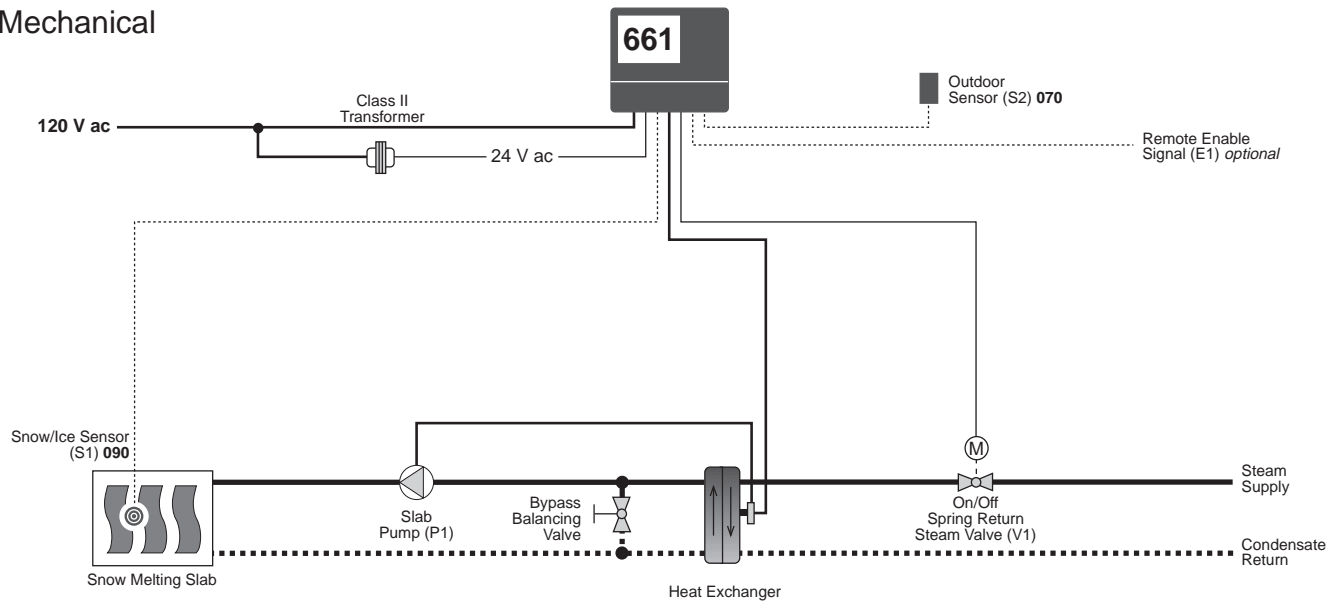 Mechanical
661
Outdoor
Sensor (S2) 070
Class II
Transformer
120 V ac
24 V ac
Remote Enable
Signal (E1) optional
Snow/Ice Sensor
(S1) 090
M
Steam
Supply
Slab
Pump (P1)
Bypass
Balancing
Valve
On/Off
Spring Return
Steam Valve (V1)
Condensate
Return
Snow Melting Slab
Heat Exchanger